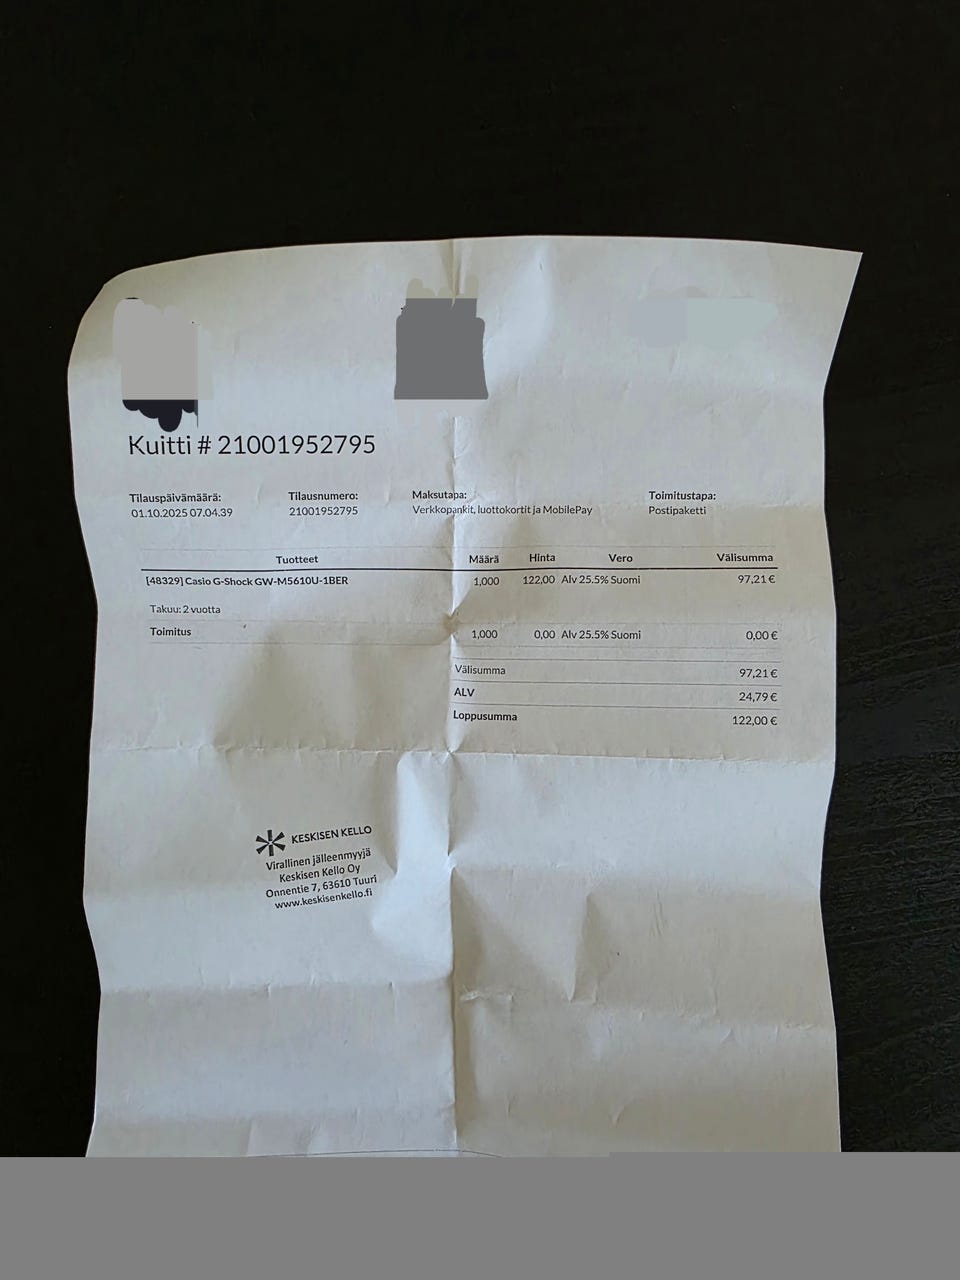 Kuitti # 21001952795
Tilauspäivämäärä: Tilausnumero: Maksutapa: Toimitustapa:
01.10.2025 07.04.39 21001952795 Verkkopankit, luottokortit ja MobilePay Postipaketti
Tuotteet Määrä Hinta Vero Välisumma
[48329] Casio G-Shock GW-M5610U-1BER 1,000 122,00 Alv 25.5% Suomi 97,21 €
Takuu: 2 vuotta
Toimitus 1,000 0,00 Alv 25.5% Suomi 0,00 €
Välisumma 97,21 €
ALV 24,79 €
Loppusumma 122,00 €
KESKISEN KELLO
Virallinen jälleenmyyjä
Keskisen Kello Oy
Onnentie 7, 63610 Tuuri
www.keskisenkello.fi